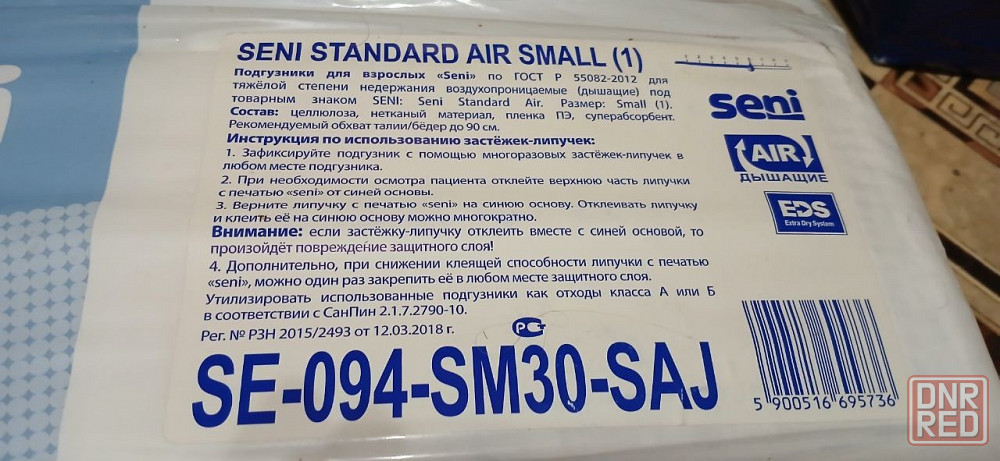 SENI STANDARD AIR SMALL (1)
Подгузники для взрослых «Seni» по ГОСТ Р 55082-2012 для
тяжёлой степени недержания воздухопроницаемые (дышащие) под
товарным знаком SENI: Seni Standard Air. Размер: Small (1).
Состав: целлюлоза, нетканый материал, пленка ПЭ, суперабсорбент.
Рекомендуемый обхват талии/бёдер до 90 см.
Инструкция по использованию застёжек-липучек:
1. Зафиксируйте подгузник с помощью многоразовых застёжек-липучек в
любом месте подгузника.
2. При необходимости осмотра пациента отклейте верхнюю часть липучки
с печатью «seni» от синей основы.
3. Верните липучку с печатью «seni» на синюю основу. Отклеивать липучку
и клеить её на синюю основу можно многократно.
Внимание: если застёжку-липучку отклеить вместе с синей основой, то
произойдёт повреждение защитного слоя!
4. Дополнительно, при снижении клеящей способности липучки с печатью
«seni», можно один раз закрепить её в любом месте защитного слоя.
Утилизировать использованные подгузники как отходы класса А или Б
в соответствии с СанПин 2.1.7.2790-10.
Рег. № РЗН 2015/2493 от 12.03.2018 г.
РС
SE-094-SM30-SAJ
seni
AIR
ДЫШАЩИЕ
EDS
Extra Dry System
5 900516 695736
DNR
RED